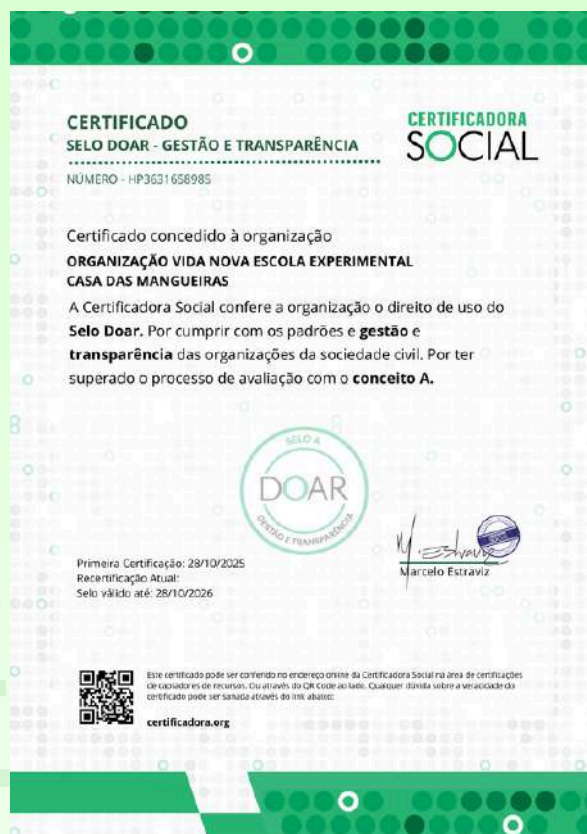 CERTIFICADO
SELO DOAR - GESTÃO E TRANSPARÊNCIA
NÚMERO - HP3631658985
CERTIFICADORA
SOCIAL
Certificado concedido à organização
ORGANIZAÇÃO VIDA NOVA ESCOLA EXPERIMENTAL
CASA DAS MANGUEIRAS
A Certificadora Social confere a organização o direito de uso do
Selo Doar. Por cumprir com os padrões e gestão e
transparência das organizações da sociedade civil. Por ter
superado o processo de avaliação com o conceito A.
SELO A
DOAR
GESTÃO E TRANSPARÊNCIA
Primeira Certificação: 28/10/2025
Recertificação Atual:
Selo válido até: 28/10/2026
M. Estraviz
Marcelo Estraviz
Este certificado pode ser conferido no endereço online da Certificadora Social na área de certificações
de captadores de recursos. Ou através do QR Code ao lado. Qualquer dúvida sobre a veracidade do
certificado pode ser sanada através do link abaixo:
certificadora.org